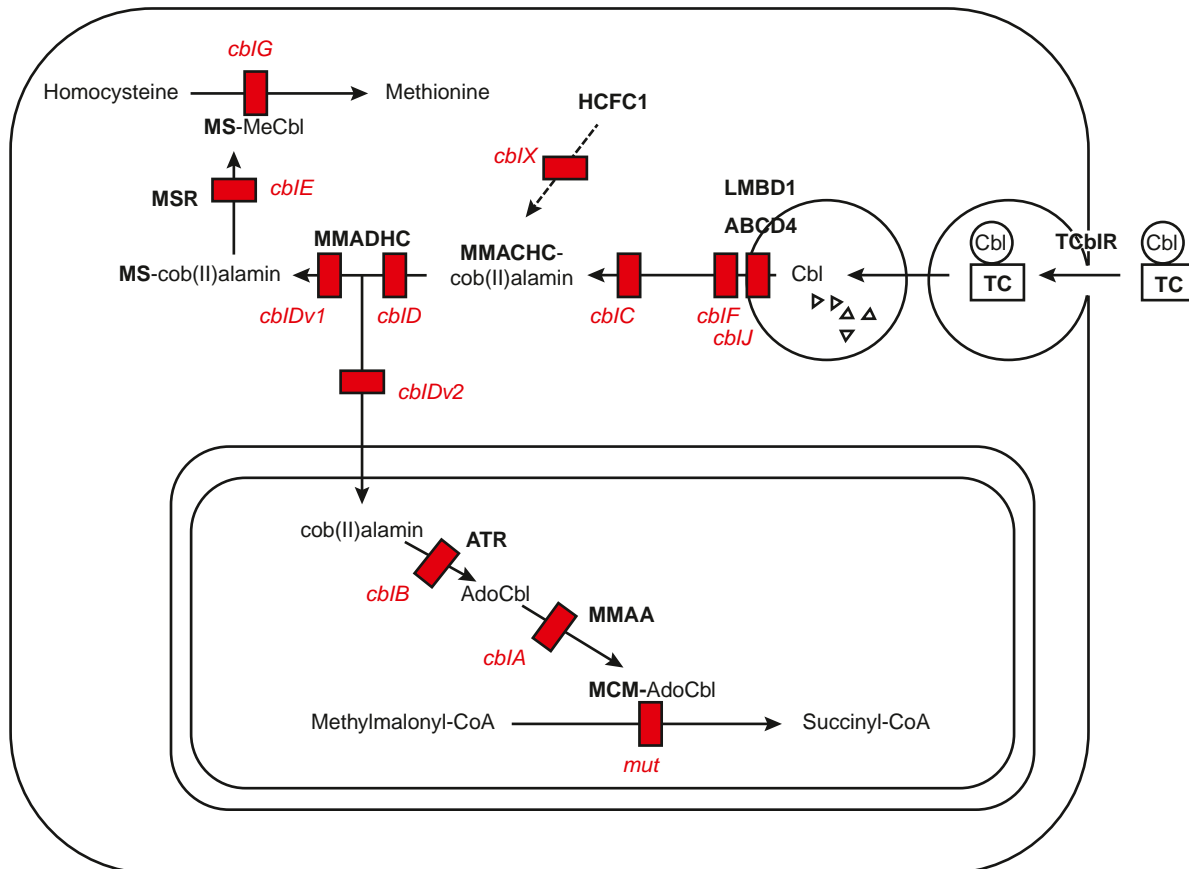 cblG
Homocysteine
Methionine
MS-MeCbl
HCFC1
cblX
MSR
cblE
LMBD1
ABCD4
MMADHC
MMACHC-
cob(II)alamin
MS-cob(II)alamin
Cbl
Cbl
TC
TCblR
Cbl
TC
cblDv1
cblD
cblC
cblF
cblJ
cblDv2
cob(II)alamin
ATR
cblB
AdoCbl
MMAA
cblA
MCM-AdoCbl
Methylmalonyl-CoA
Succinyl-CoA
mut